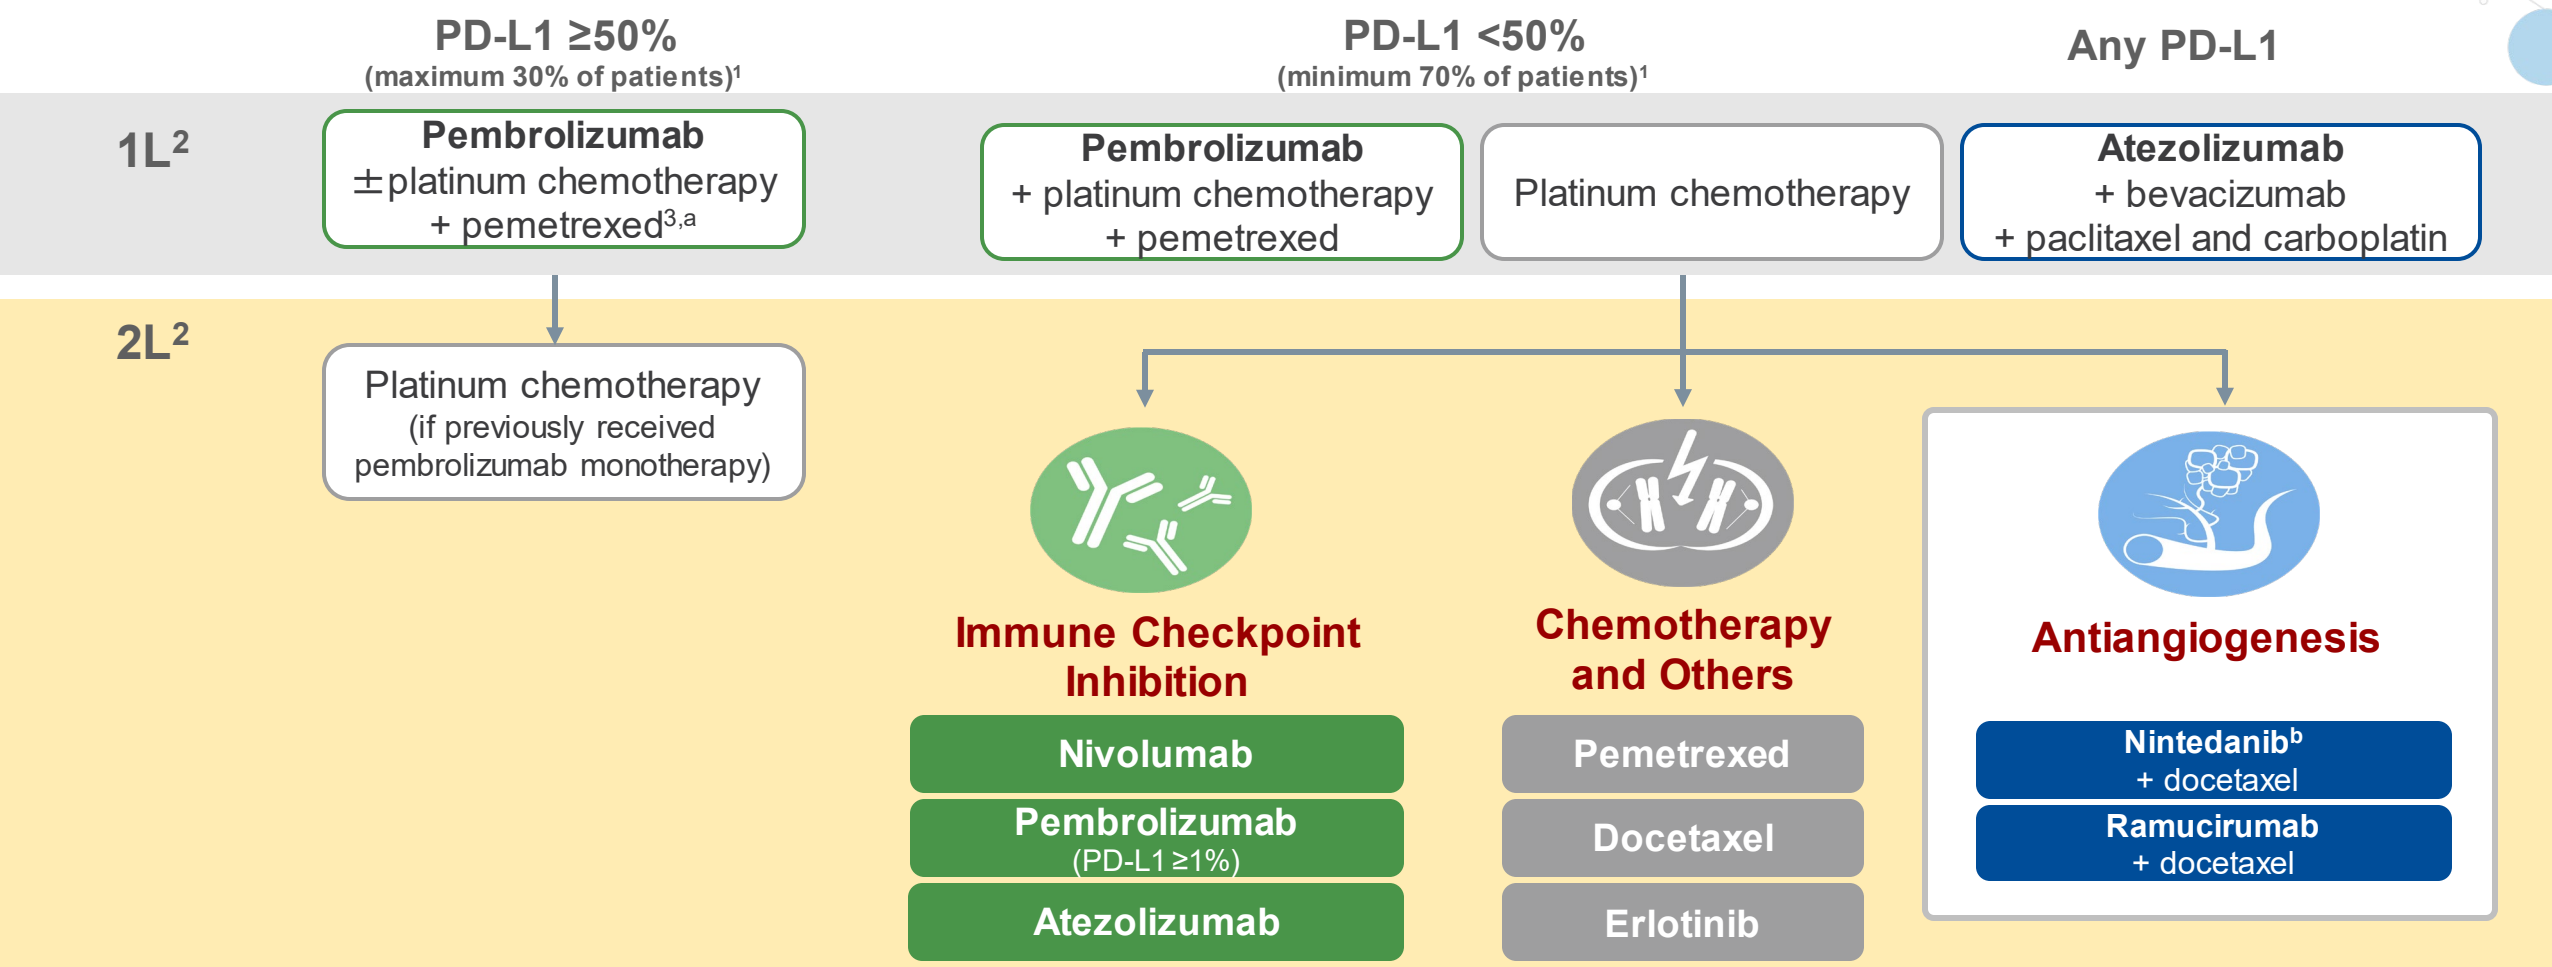 PD-L1 ≥50%
(maximum 30% of patients)¹
PD-L1 <50%
(minimum 70% of patients)¹
Any PD-L1
1L²
Pembrolizumab
±platinum chemotherapy
+ pemetrexed³,ᵃ
Pembrolizumab
+ platinum chemotherapy
+ pemetrexed
Platinum chemotherapy
Atezolizumab
+ bevacizumab
+ paclitaxel and carboplatin
2L²
Platinum chemotherapy
(if previously received
pembrolizumab monotherapy)
Immune Checkpoint
Inhibition
Nivolumab
Pembrolizumab
(PD-L1 ≥1%)
Atezolizumab
Chemotherapy
and Others
Pemetrexed
Docetaxel
Erlotinib
Antiangiogenesis
Nintedanibᵇ
+ docetaxel
Ramucirumab
+ docetaxel